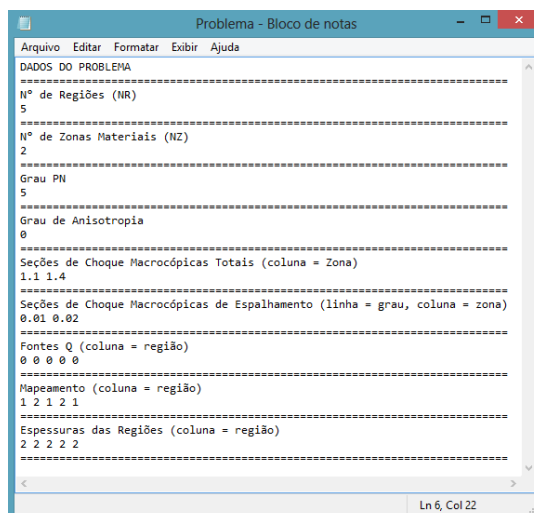 Problema - Bloco de notas
Arquivo Editar Formatar Exibir Ajuda
DADOS DO PROBLEMA
======================================================================
Nº de Regiões (NR)
5
======================================================================
Nº de Zonas Materiais (NZ)
2
======================================================================
Grau PN
5
======================================================================
Grau de Anisotropia
0
======================================================================
Seções de Choque Macrocópicas Totais (coluna = Zona)
1.1 1.4
======================================================================
Seções de Choque Macrocópicas de Espalhamento (linha = grau, coluna = zona)
0.01 0.02
======================================================================
Fontes Q (coluna = região)
0 0 0 0 0
======================================================================
Mapeamento (coluna = região)
1 2 1 2 1
======================================================================
Espessuras das Regiões (coluna = região)
2 2 2 2 2
======================================================================
Ln 6, Col 22